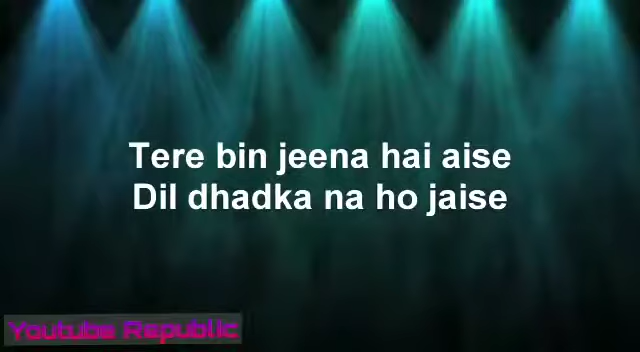 Tere bin jeena hai aise
Dil dhadka na ho jaise
Youtube Republic